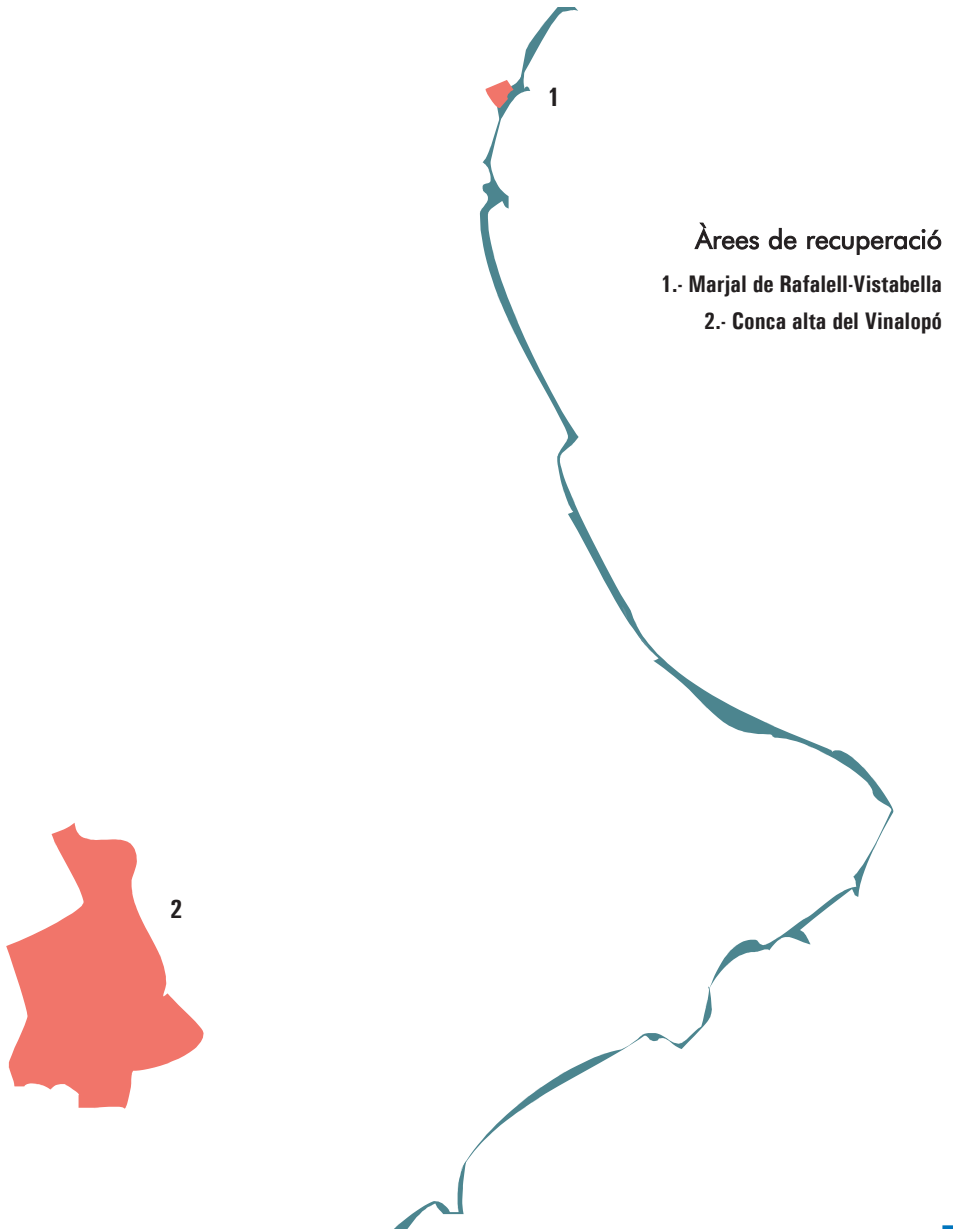 1
Àrees de recuperació
1.- Marjal de Rafalell-Vistabella
2.- Conca alta del Vinalopó
2